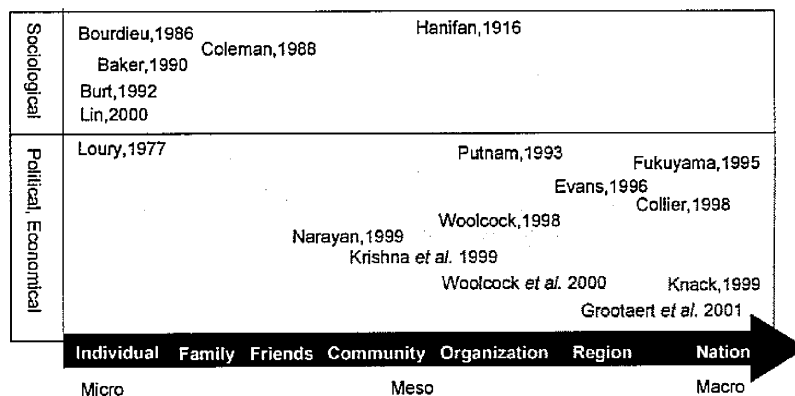 Sociological
Bourdieu,1986
Hanifan,1916
Coleman,1988
Baker,1990
Burt,1992
Lin,2000
Political, Economical
Loury,1977
Putnam,1993
Fukuyama,1995
Evans,1996
Collier,1998
Woolcock,1998
Narayan,1999
Krishna et al. 1999
Woolcock et al. 2000
Knack,1999
Grootaert et al. 2001
Individual Family Friends Community Organization Region Nation
Micro Meso Macro